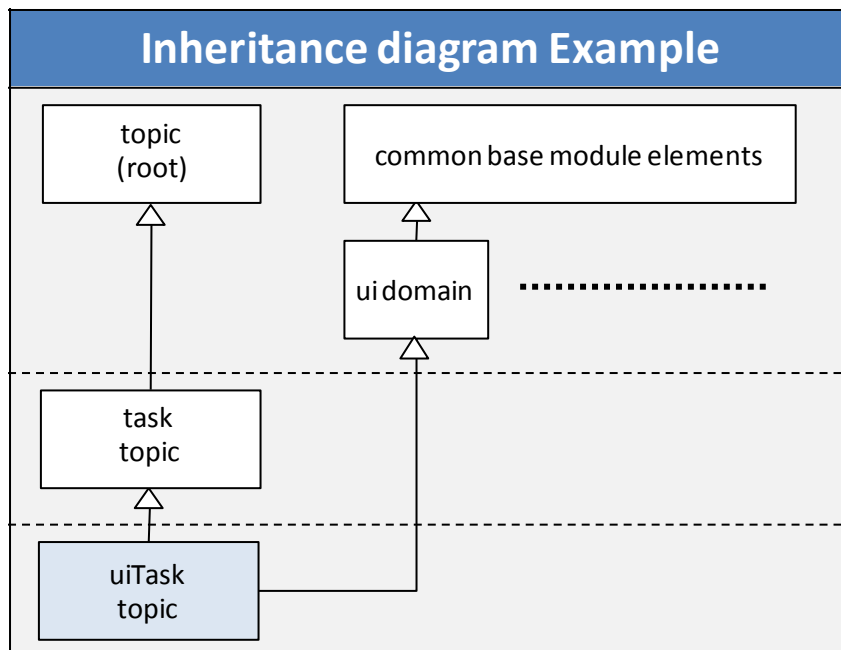 Inheritance diagram Example
topic
(root)
common base module elements
ui domain
task
topic
uiTask
topic